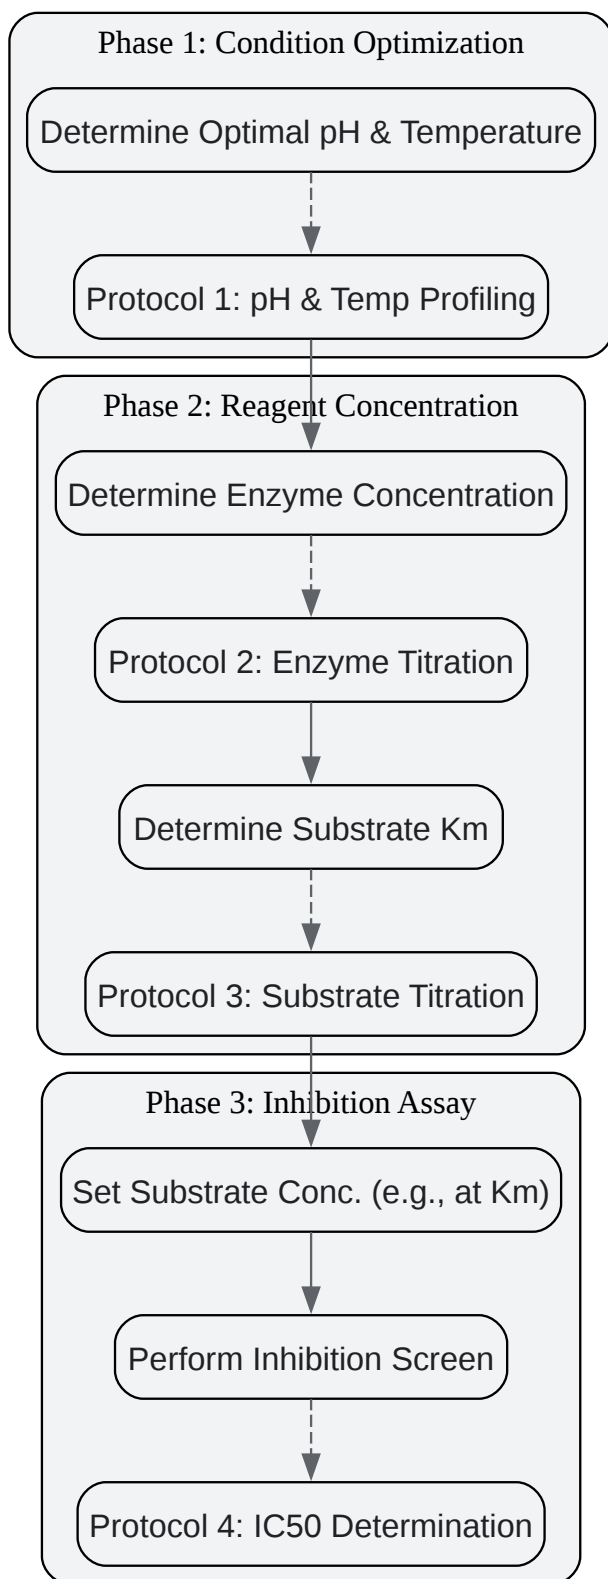 Phase 1: Condition Optimization
Determine Optimal pH & Temperature
Protocol 1: pH & Temp Profiling
Phase 2: Reagent Concentration
Determine Enzyme Concentration
Protocol 2: Enzyme Titration
Determine Substrate Km
Protocol 3: Substrate Titration
Phase 3: Inhibition Assay
Set Substrate Conc. (e.g., at Km)
Perform Inhibition Screen
Protocol 4: IC50 Determination